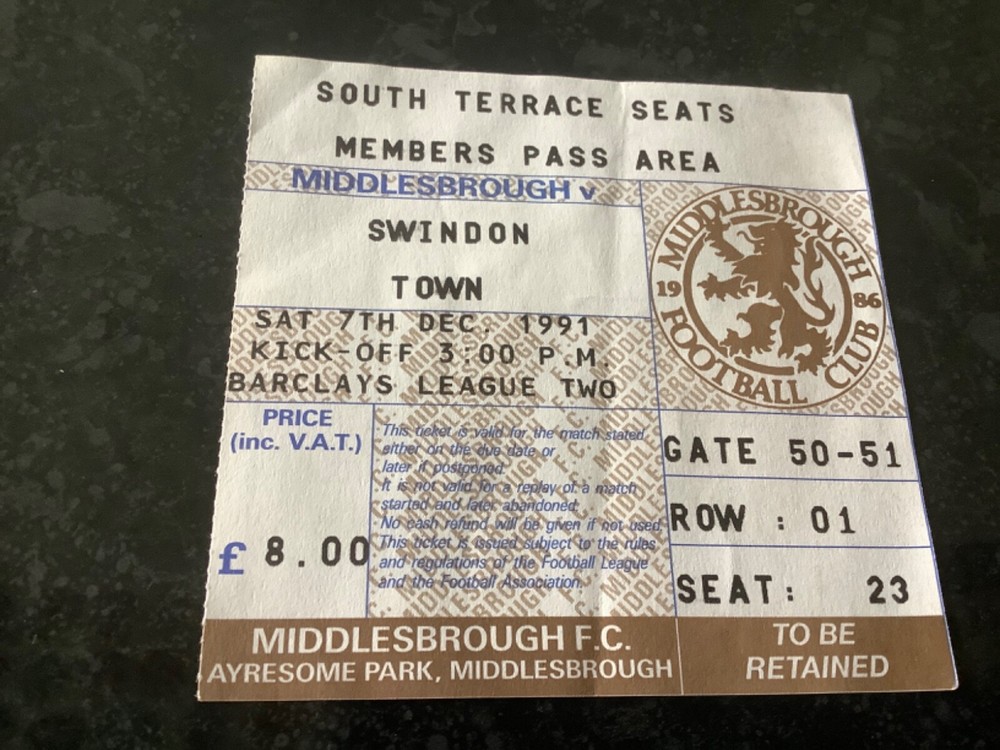 SOUTH TERRACE SEATS
MEMBERS PASS AREA
MIDDLESBROUGH v
SWINDON
TOWN
SAT 7TH DEC. 1991
KICK-OFF 3:00 P.M.
BARCLAYS LEAGUE TWO
MIDDLESBROUGH
19 86
FOOTBALL CLUB
PRICE
(inc. V.A.T.)
£ 8.00
This ticket is valid for the match stated
either on the due date or
later if postponed.
It is not valid for a replay of a match
started and later abandoned.
No cash refund will be given if not used.
This ticket is issued subject to the rules
and regulations of the Football League
and the Football Association.
GATE 50-51
ROW : 01
SEAT: 23
MIDDLESBROUGH F.C.
AYRESOME PARK, MIDDLESBROUGH
TO BE
RETAINED